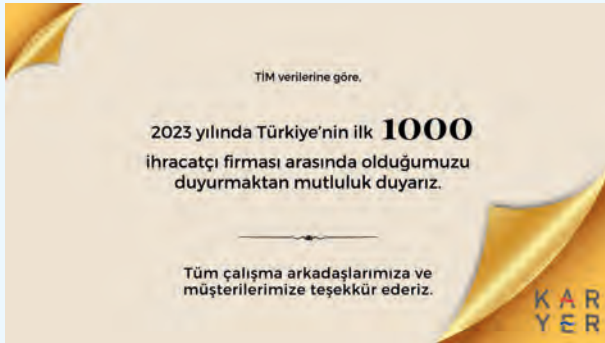 TİM verilerine göre,
2023 yılında Türkiye’nin ilk 1000
ihracatçı firması arasında olduğumuzu
duyurmaktan mutluluk duyarız.
Tüm çalışma arkadaşlarımıza ve
müşterilerimize teşekkür ederiz.
KAR
YER